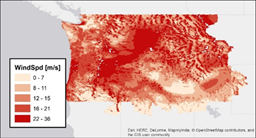 WindSpd [m/s]
0 - 7
8 - 11
12 - 15
16 - 21
22 - 36
Esri, HERE, DeLorme, MapmyIndia, © OpenStreetMap contributors, and
the GIS user community